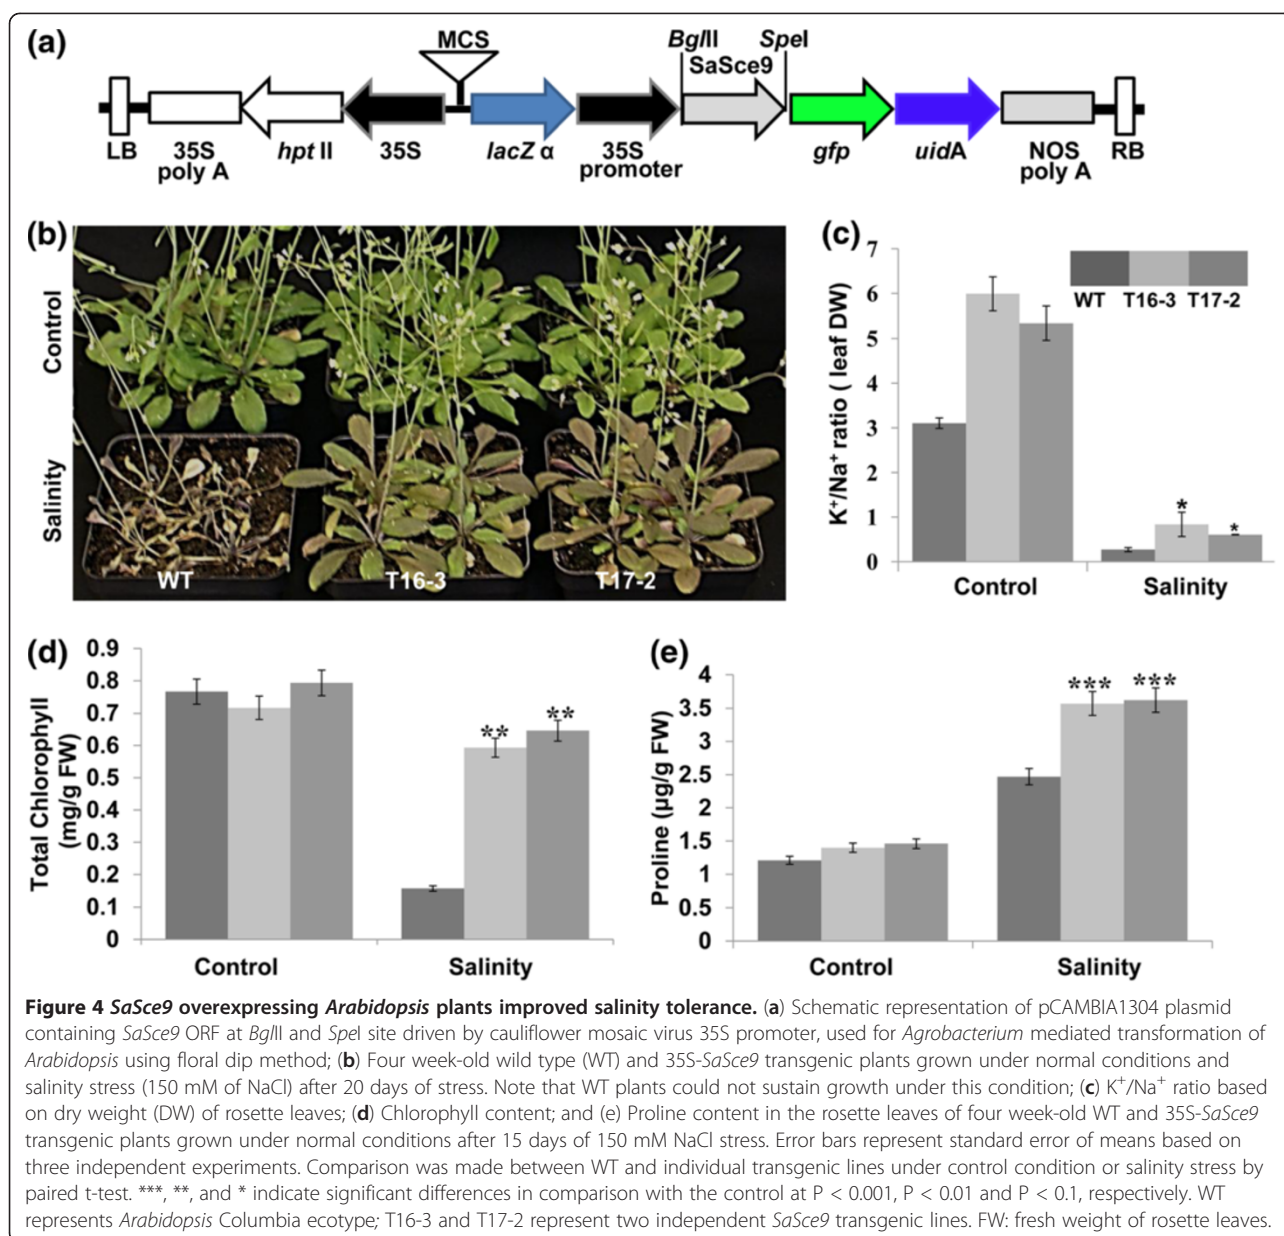 (a)
MCS
BglII SpeI
SaSce9
LB 35S poly A hpt II 35S lacZ α 35S promoter gfp uidA NOS poly A RB
(b)
Control
Salinity
WT T16-3 T17-2
(c)
K⁺/Na⁺ ratio ( leaf DW)
7
6
5
4
3
2
1
0
WT T16-3 T17-2
* *
Control Salinity
(d)
Total Chlorophyll
(mg/g FW)
0.9
0.8
0.7
0.6
0.5
0.4
0.3
0.2
0.1
0
** **
Control Salinity
(e)
Proline (µg/g FW)
4
3.5
3
2.5
2
1.5
1
0.5
0
*** ***
Control Salinity
Figure 4 SaSce9 overexpressing Arabidopsis plants improved salinity tolerance. (a) Schematic representation of pCAMBIA1304 plasmid
containing SaSce9 ORF at BglII and SpeI site driven by cauliflower mosaic virus 35S promoter, used for Agrobacterium mediated transformation of
Arabidopsis using floral dip method; (b) Four week-old wild type (WT) and 35S-SaSce9 transgenic plants grown under normal conditions and
salinity stress (150 mM of NaCl) after 20 days of stress. Note that WT plants could not sustain growth under this condition; (c) K⁺/Na⁺ ratio based
on dry weight (DW) of rosette leaves; (d) Chlorophyll content; and (e) Proline content in the rosette leaves of four week-old WT and 35S-SaSce9
transgenic plants grown under normal conditions after 15 days of 150 mM NaCl stress. Error bars represent standard error of means based on
three independent experiments. Comparison was made between WT and individual transgenic lines under control condition or salinity stress by
paired t-test. ***, **, and * indicate significant differences in comparison with the control at P < 0.001, P < 0.01 and P < 0.1, respectively. WT
represents Arabidopsis Columbia ecotype; T16-3 and T17-2 represent two independent SaSce9 transgenic lines. FW: fresh weight of rosette leaves.